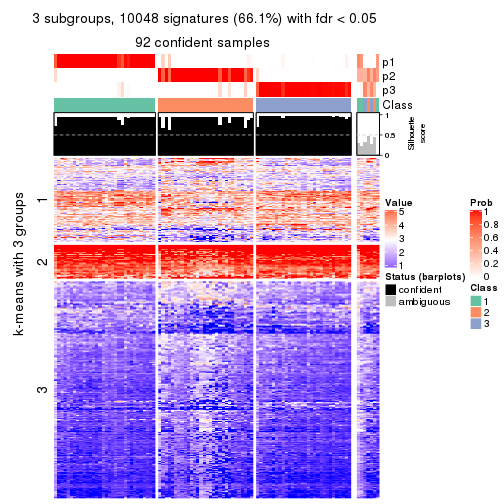 3 subgroups, 10048 signatures (66.1%) with fdr < 0.05
92 confident samples
p1
p2
p3
Class
1
0.5
0
Silhouette
score
k-means with 3 groups
1
2
3
Value
5
4
3
2
1
Status (barplots)
confident
ambiguous
Prob
1
0.8
0.6
0.4
0.2
0
Class
1
2
3